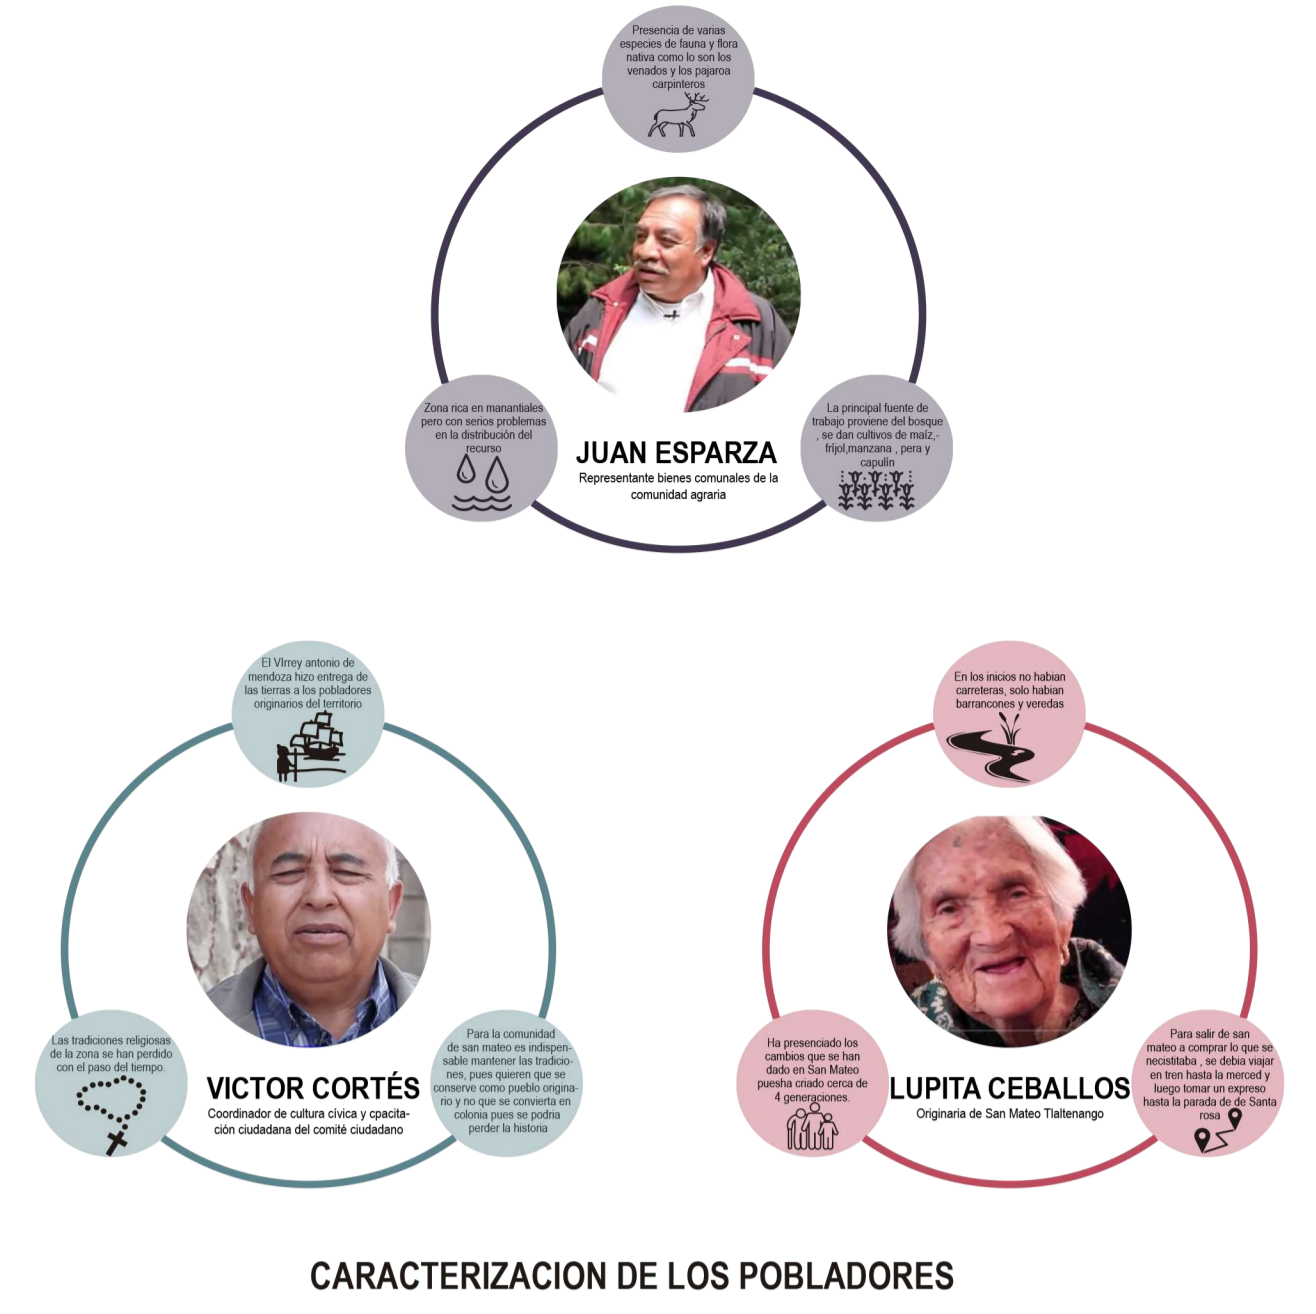 Presencia de varias
especies de fauna y flora
nativa como lo son los
venados y los pajaroa
carpinteros
Zona rica en manantiales
pero con serios problemas
en la distribución del
recurso
La principal fuente de
trabajo proviene del bosque
, se dan cultivos de maíz,-
fríjol,manzana , pera y
capulín
JUAN ESPARZA
Representante bienes comunales de la
comunidad agraria
El VIrrey antonio de
mendoza hizo entrega de
las tierras a los pobladores
originarios del territorio
Las tradiciones religiosas
de la zona se han perdido
con el paso del tiempo.
VICTOR CORTÉS
Coordinador de cultura cívica y cpacita-
ción ciudadana del comité ciudadano
Para la comunidad
de san mateo es indispen-
sable mantener las tradicio-
nes, pues quieren que se
conserve como pueblo origina-
rio y no que se convierta en
colonia pues se podria
perder la historia
En los inicios no habian
carreteras, solo habian
barrancones y veredas
Ha presenciado los
cambios que se han
dado en San Mateo
puesha criado cerca de
4 generaciones.
LUPITA CEBALLOS
Originaria de San Mateo Tlaltenango
Para salir de san
mateo a comprar lo que se
necistitaba , se debia viajar
en tren hasta la merced y
luego tomar un expreso
hasta la parada de de Santa
rosa
CARACTERIZACION DE LOS POBLADORES